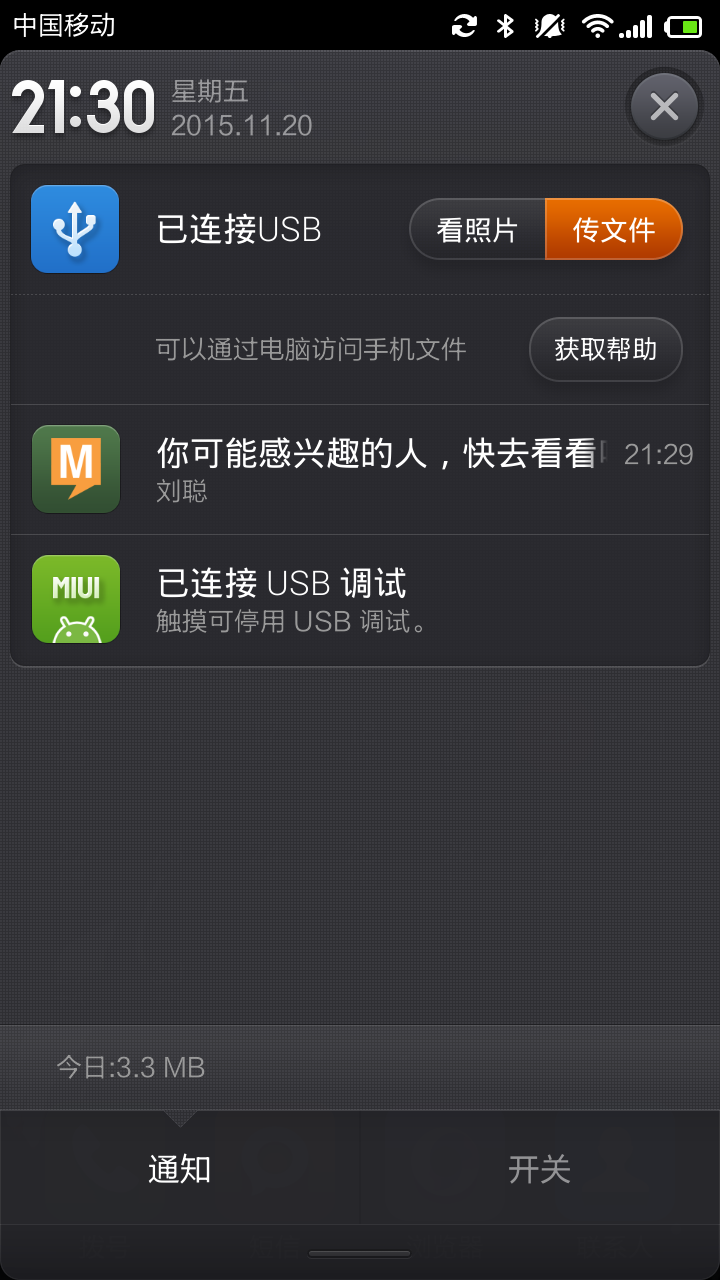 中国移动
21:30
星期五
2015.11.20
已连接USB
看照片
传文件
可以通过电脑访问手机文件
获取帮助
M
你可能感兴趣的人，快去看看
21:29
刘聪
MIUI
已连接 USB 调试
触摸可停用 USB 调试。
今日:3.3 MB
通知
开关